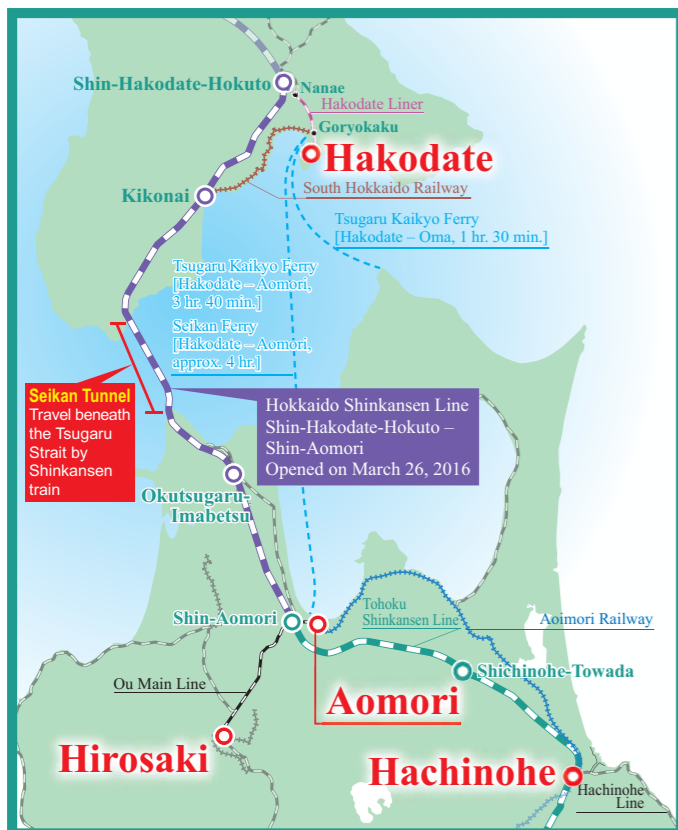 Shin-Hakodate-Hokuto
Nanae
Hakodate Liner
Goryokaku
Hakodate
South Hokkaido Railway
Kikonai
Tsugaru Kaikyo Ferry
[Hakodate – Oma, 1 hr. 30 min.]
Tsugaru Kaikyo Ferry
[Hakodate – Aomori,
3 hr. 40 min.]
Seikan Ferry
[Hakodate – Aomori,
approx. 4 hr.]
Seikan Tunnel
Travel beneath
the Tsugaru
Strait by
Shinkansen
train
Hokkaido Shinkansen Line
Shin-Hakodate-Hokuto –
Shin-Aomori
Opened on March 26, 2016
Okutsugaru-
Imabetsu
Shin-Aomori
Tohoku
Shinkansen Line
Aoimori Railway
Shichinohe-Towada
Ou Main Line
Aomori
Hirosaki
Hachinohe
Hachinohe
Line